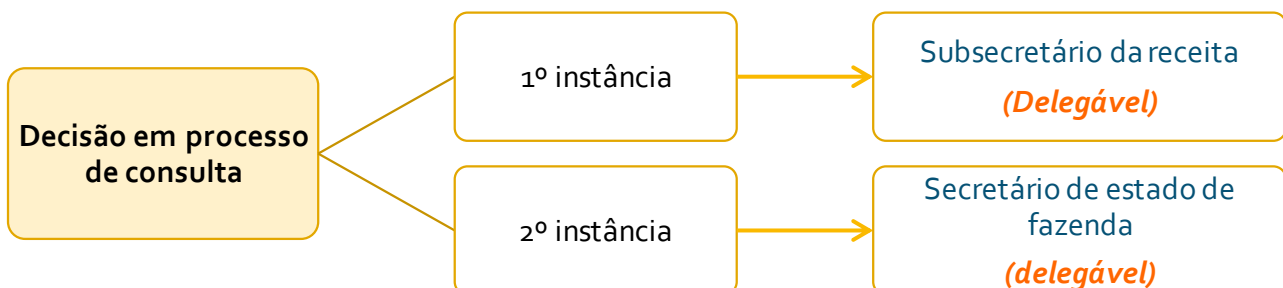 Decisão em processo
de consulta
1º instância
Subsecretário da receita
(Delegável)
2º instância
Secretário de estado de
fazenda
(delegável)